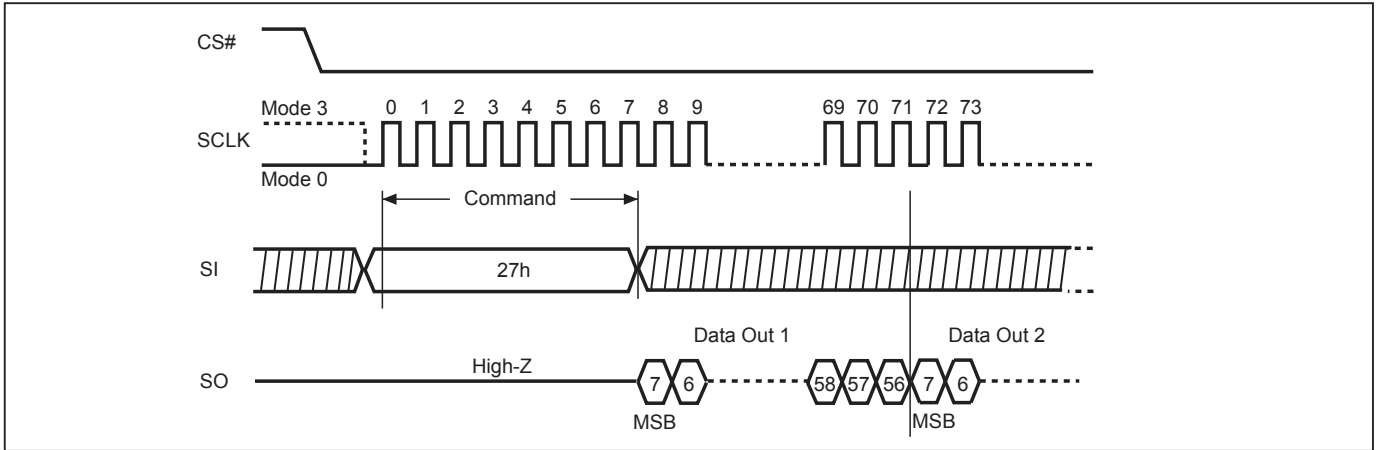 CS#
Mode 3 0 1 2 3 4 5 6 7 8 9 69 70 71 72 73
SCLK
Mode 0
Command
SI 27h
Data Out 1 Data Out 2
SO High-Z 7 6 58 57 56 7 6
MSB MSB